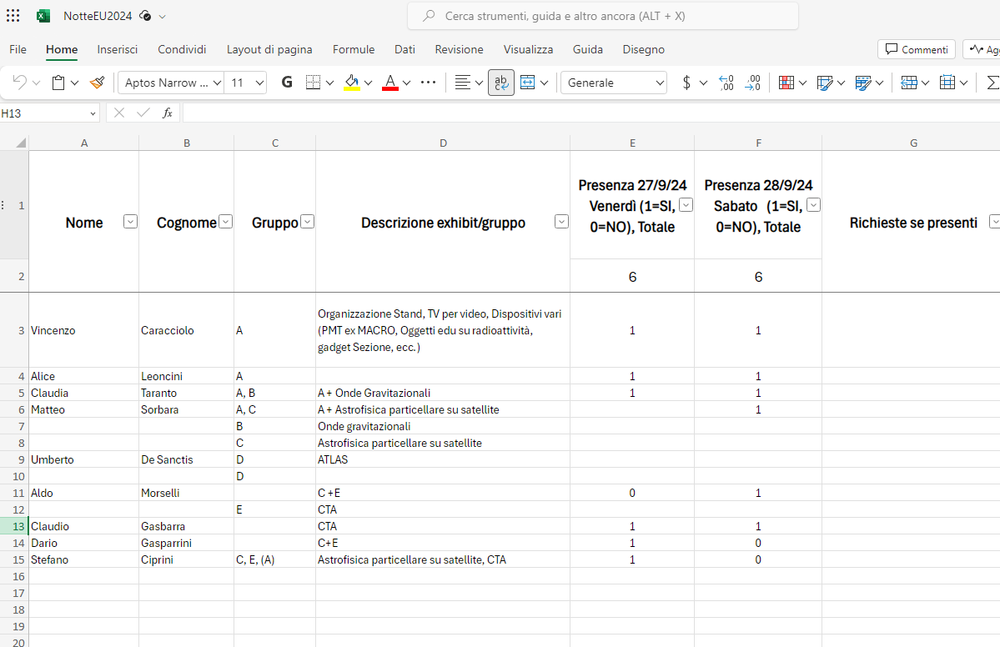 NotteEU2024
Cerca strumenti, guida e altro ancora (ALT + X)
File Home Inserisci Condividi Layout di pagina Formule Dati Revisione Visualizza Guida Disegno Commenti
Aptos Narrow ... 11 G A ab c Generale $ ,00 ,00 →,0
H13 fx
A B C D E F G
1 Nome Cognome Gruppo Descrizione exhibit/gruppo Presenza 27/9/24 Venerdì (1=SI, 0=NO), Totale Presenza 28/9/24 Sabato (1=SI, 0=NO), Totale Richieste se presenti
2 6 6
3 Vincenzo Caracciolo A Organizzazione Stand, TV per video, Dispositivi vari (PMT ex MACRO, Oggetti edu su radioattività, gadget Sezione, ecc.) 1 1
4 Alice Leoncini A 1 1
5 Claudia Taranto A, B A + Onde Gravitazionali 1 1
6 Matteo Sorbara A, C A + Astrofisica particellare su satellite 1
7 B Onde gravitazionali
8 C Astrofisica particellare su satellite
9 Umberto De Sanctis D ATLAS
10 D
11 Aldo Morselli C +E 0 1
12 E CTA
13 Claudio Gasbarra CTA 1 1
14 Dario Gasparrini C+E 1 0
15 Stefano Ciprini C, E, (A) Astrofisica particellare su satellite, CTA 1 0
16
17
18
19
20